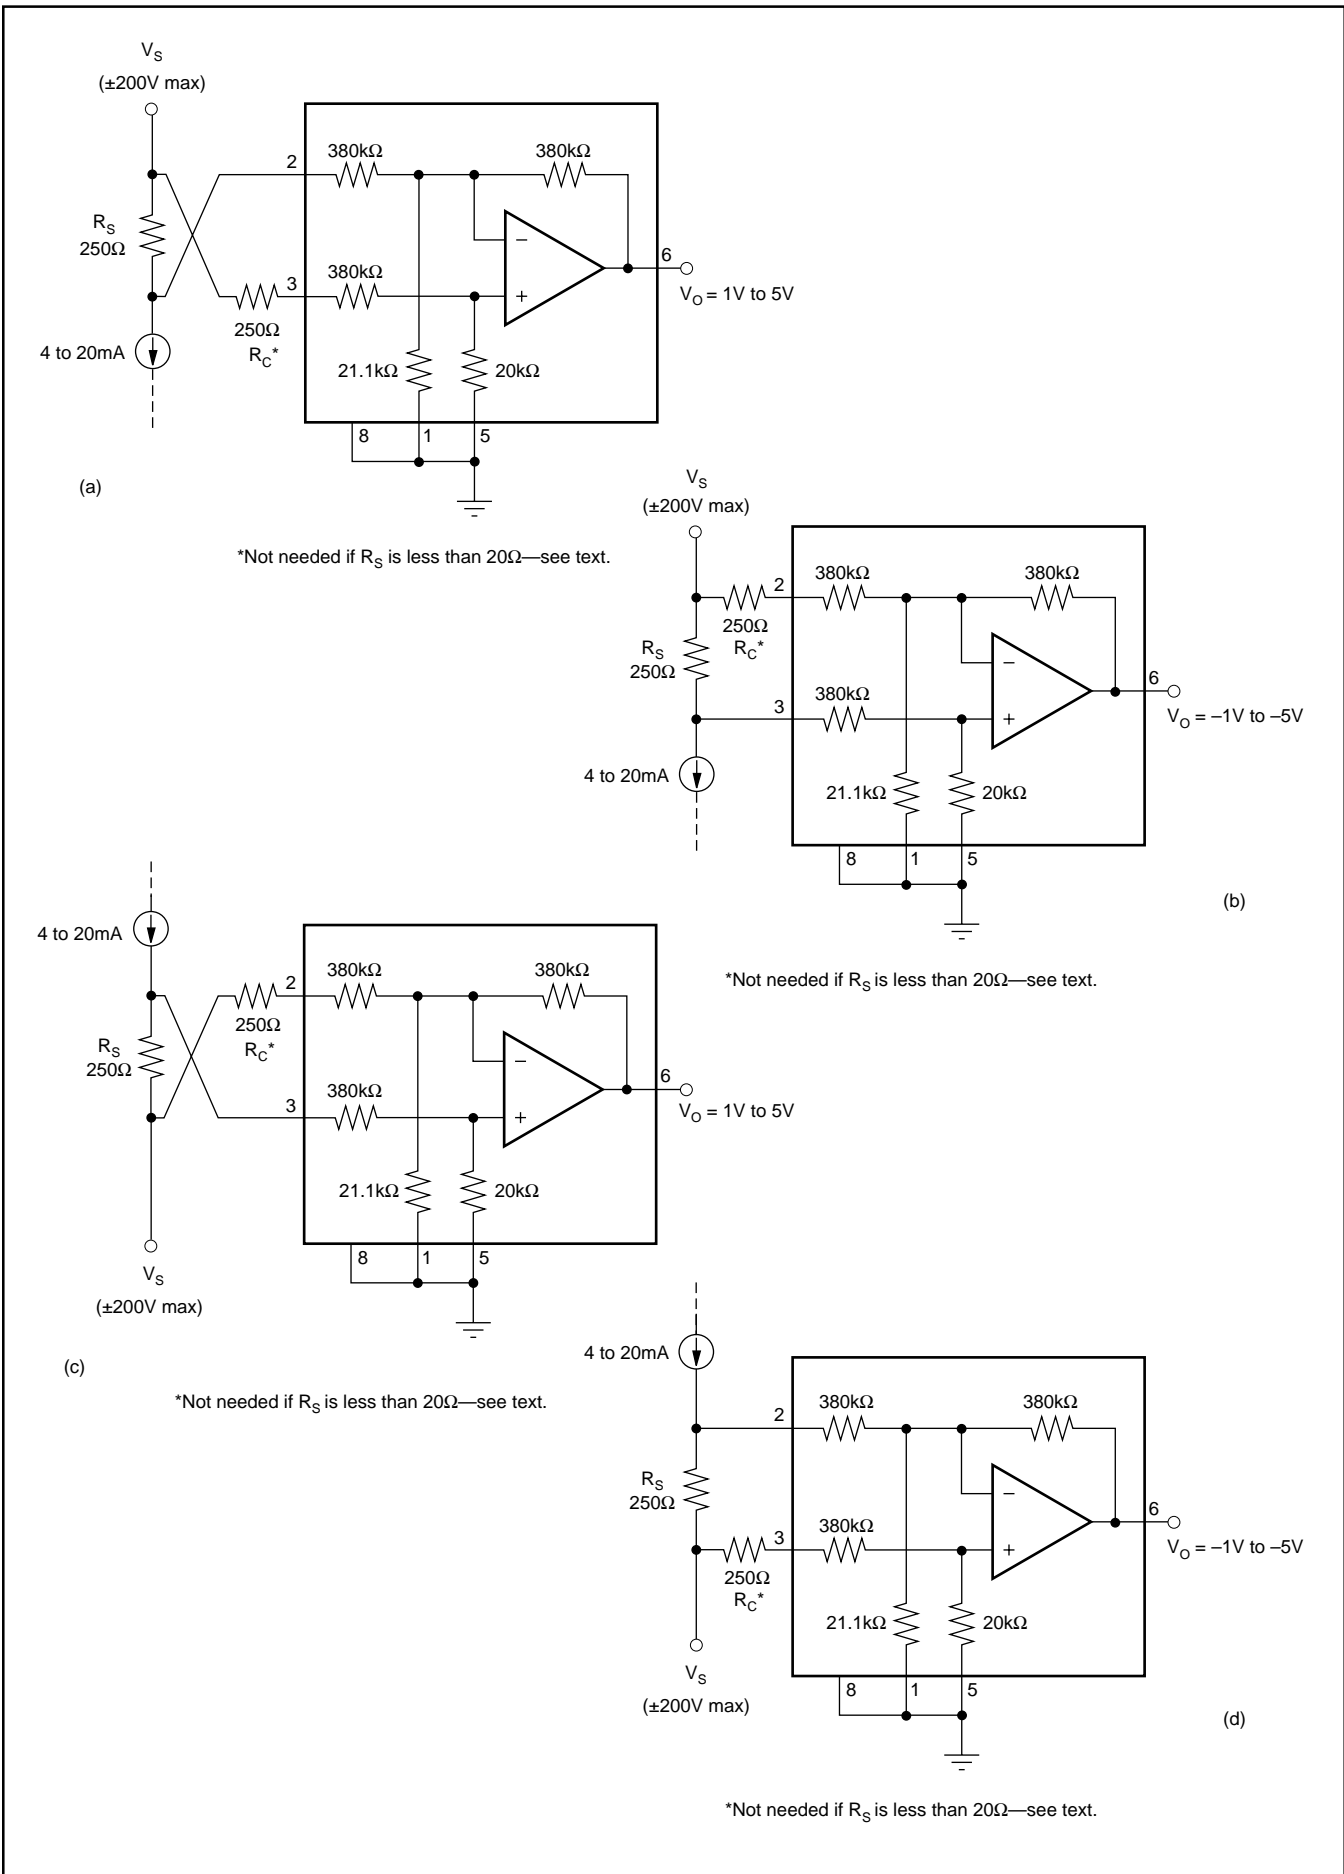 V_S
(±200V max)
R_S
250Ω
4 to 20mA
250Ω
R_C*
2
3
380kΩ
380kΩ
380kΩ
–
+
21.1kΩ
20kΩ
6
V_O = 1V to 5V
8
1
5
(a)
*Not needed if R_S is less than 20Ω—see text.
V_S
(±200V max)
250Ω
R_C*
R_S
250Ω
4 to 20mA
2
3
380kΩ
380kΩ
380kΩ
–
+
21.1kΩ
20kΩ
6
V_O = –1V to –5V
8
1
5
(b)
*Not needed if R_S is less than 20Ω—see text.
4 to 20mA
250Ω
R_C*
R_S
250Ω
V_S
(±200V max)
2
3
380kΩ
380kΩ
380kΩ
–
+
21.1kΩ
20kΩ
6
V_O = 1V to 5V
8
1
5
(c)
*Not needed if R_S is less than 20Ω—see text.
4 to 20mA
R_S
250Ω
250Ω
R_C*
V_S
(±200V max)
2
3
380kΩ
380kΩ
380kΩ
–
+
21.1kΩ
20kΩ
6
V_O = –1V to –5V
8
1
5
(d)
*Not needed if R_S is less than 20Ω—see text.